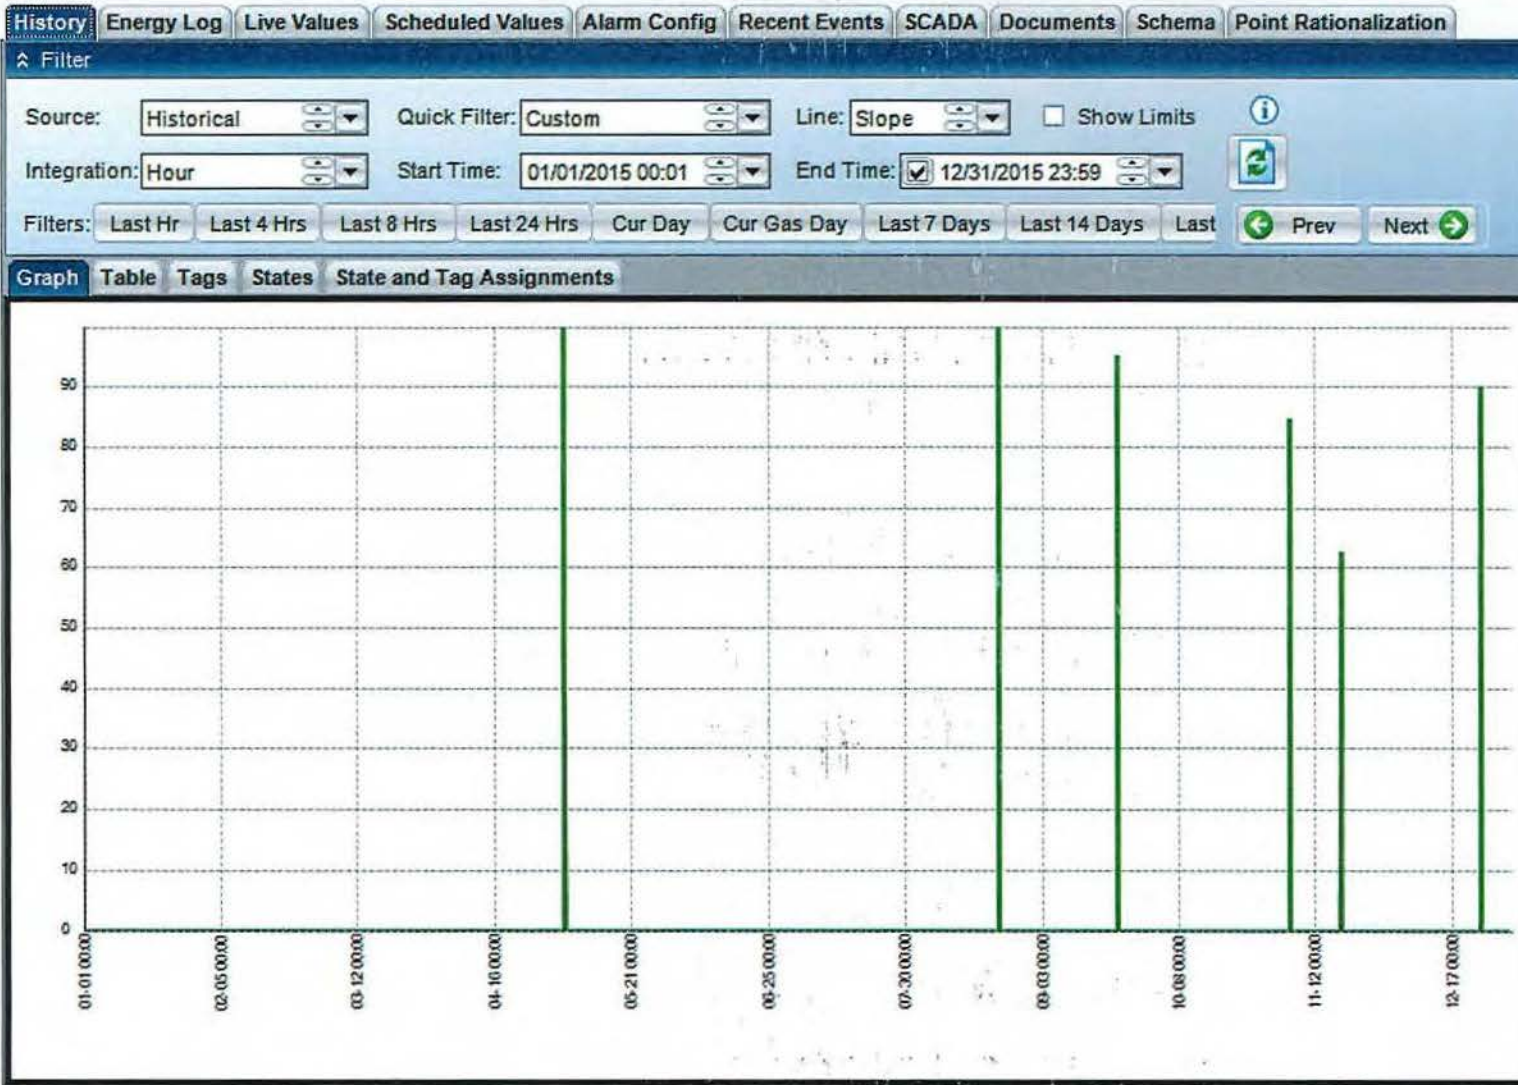 History Energy Log Live Values Scheduled Values Alarm Config Recent Events SCADA Documents Schema Point Rationalization
Filter
Source: Historical Quick Filter: Custom Line: Slope Show Limits
Integration: Hour Start Time: 01/01/2015 00:01 End Time: 12/31/2015 23:59
Filters: Last Hr Last 4 Hrs Last 8 Hrs Last 24 Hrs Cur Day Cur Gas Day Last 7 Days Last 14 Days Last Prev Next
Graph Table Tags States State and Tag Assignments
90
80
70
60
50
40
30
20
10
0
01-01 00:00 02-05 00:00 03-12 00:00 04-16 00:00 05-21 00:00 06-25 00:00 07-30 00:00 09-03 00:00 10-08 00:00 11-12 00:00 12-17 00:00